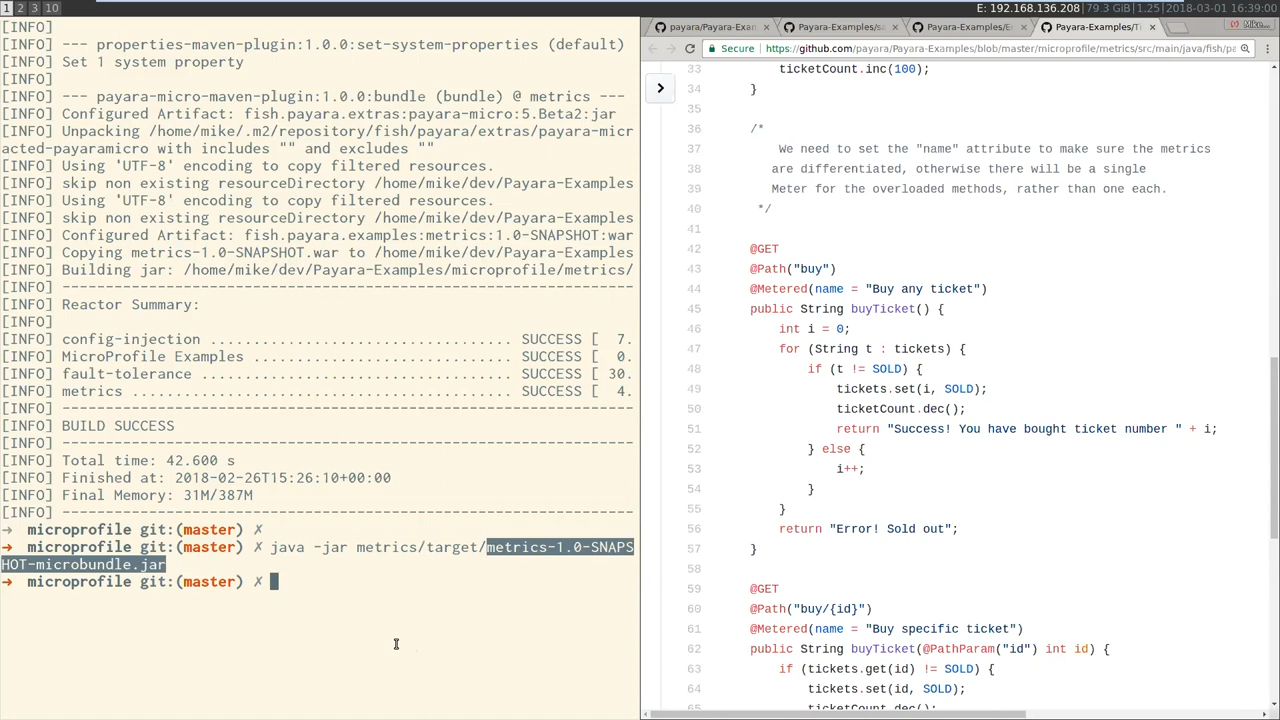 1 2 3 10
E: 192.168.136.208 | 79.3 GiB | 1.25 | 2018-03-01 16:39:00
[INFO]
[INFO] --- properties-maven-plugin:1.0.0:set-system-properties (default)
[INFO] Set 1 system property
[INFO]
[INFO] --- payara-micro-maven-plugin:1.0.0:bundle (bundle) @ metrics ---
[INFO] Configured Artifact: fish.payara.extras:payara-micro:5.Beta2:jar
[INFO] Unpacking /home/mike/.m2/repository/fish/payara/extras/payara-micr
acted-payaramicro with includes "" and excludes ""
[INFO] Using 'UTF-8' encoding to copy filtered resources.
[INFO] skip non existing resourceDirectory /home/mike/dev/Payara-Examples
[INFO] Using 'UTF-8' encoding to copy filtered resources.
[INFO] skip non existing resourceDirectory /home/mike/dev/Payara-Examples
[INFO] Configured Artifact: fish.payara.examples:metrics:1.0-SNAPSHOT:war
[INFO] Copying metrics-1.0-SNAPSHOT.war to /home/mike/dev/Payara-Examples
[INFO] Building jar: /home/mike/dev/Payara-Examples/microprofile/metrics/
[INFO] ------------------------------------------------------------------
[INFO] Reactor Summary:
[INFO]
[INFO] config-injection ................................... SUCCESS [  7.
[INFO] MicroProfile Examples .............................. SUCCESS [  0.
[INFO] fault-tolerance .................................... SUCCESS [ 30.
[INFO] metrics ............................................ SUCCESS [  4.
[INFO] ------------------------------------------------------------------
[INFO] BUILD SUCCESS
[INFO] ------------------------------------------------------------------
[INFO] Total time: 42.600 s
[INFO] Finished at: 2018-02-26T15:26:10+00:00
[INFO] Final Memory: 31M/387M
[INFO] ------------------------------------------------------------------
→ microprofile git:(master) ✗
→ microprofile git:(master) ✗ java -jar metrics/target/metrics-1.0-SNAPS
HOT-microbundle.jar
→ microprofile git:(master) ✗
payara/Payara-Exam × Payara-Examples/sa × Payara-Examples/E × Payara-Examples/Ti × Mike
Secure | https://github.com/payara/Payara-Examples/blob/master/microprofile/metrics/src/main/java/fish/pa
33 ticketCount.inc(100);
34 }
35
36 /*
37 We need to set the "name" attribute to make sure the metrics
38 are differentiated, otherwise there will be a single
39 Meter for the overloaded methods, rather than one each.
40 */
41
42 @GET
43 @Path("buy")
44 @Metered(name = "Buy any ticket")
45 public String buyTicket() {
46 int i = 0;
47 for (String t : tickets) {
48 if (t != SOLD) {
49 tickets.set(i, SOLD);
50 ticketCount.dec();
51 return "Success! You have bought ticket number " + i;
52 } else {
53 i++;
54 }
55 }
56 return "Error! Sold out";
57 }
58
59 @GET
60 @Path("buy/{id}")
61 @Metered(name = "Buy specific ticket")
62 public String buyTicket(@PathParam("id") int id) {
63 if (tickets.get(id) != SOLD) {
64 tickets.set(id, SOLD);
65 ticketCount.dec();